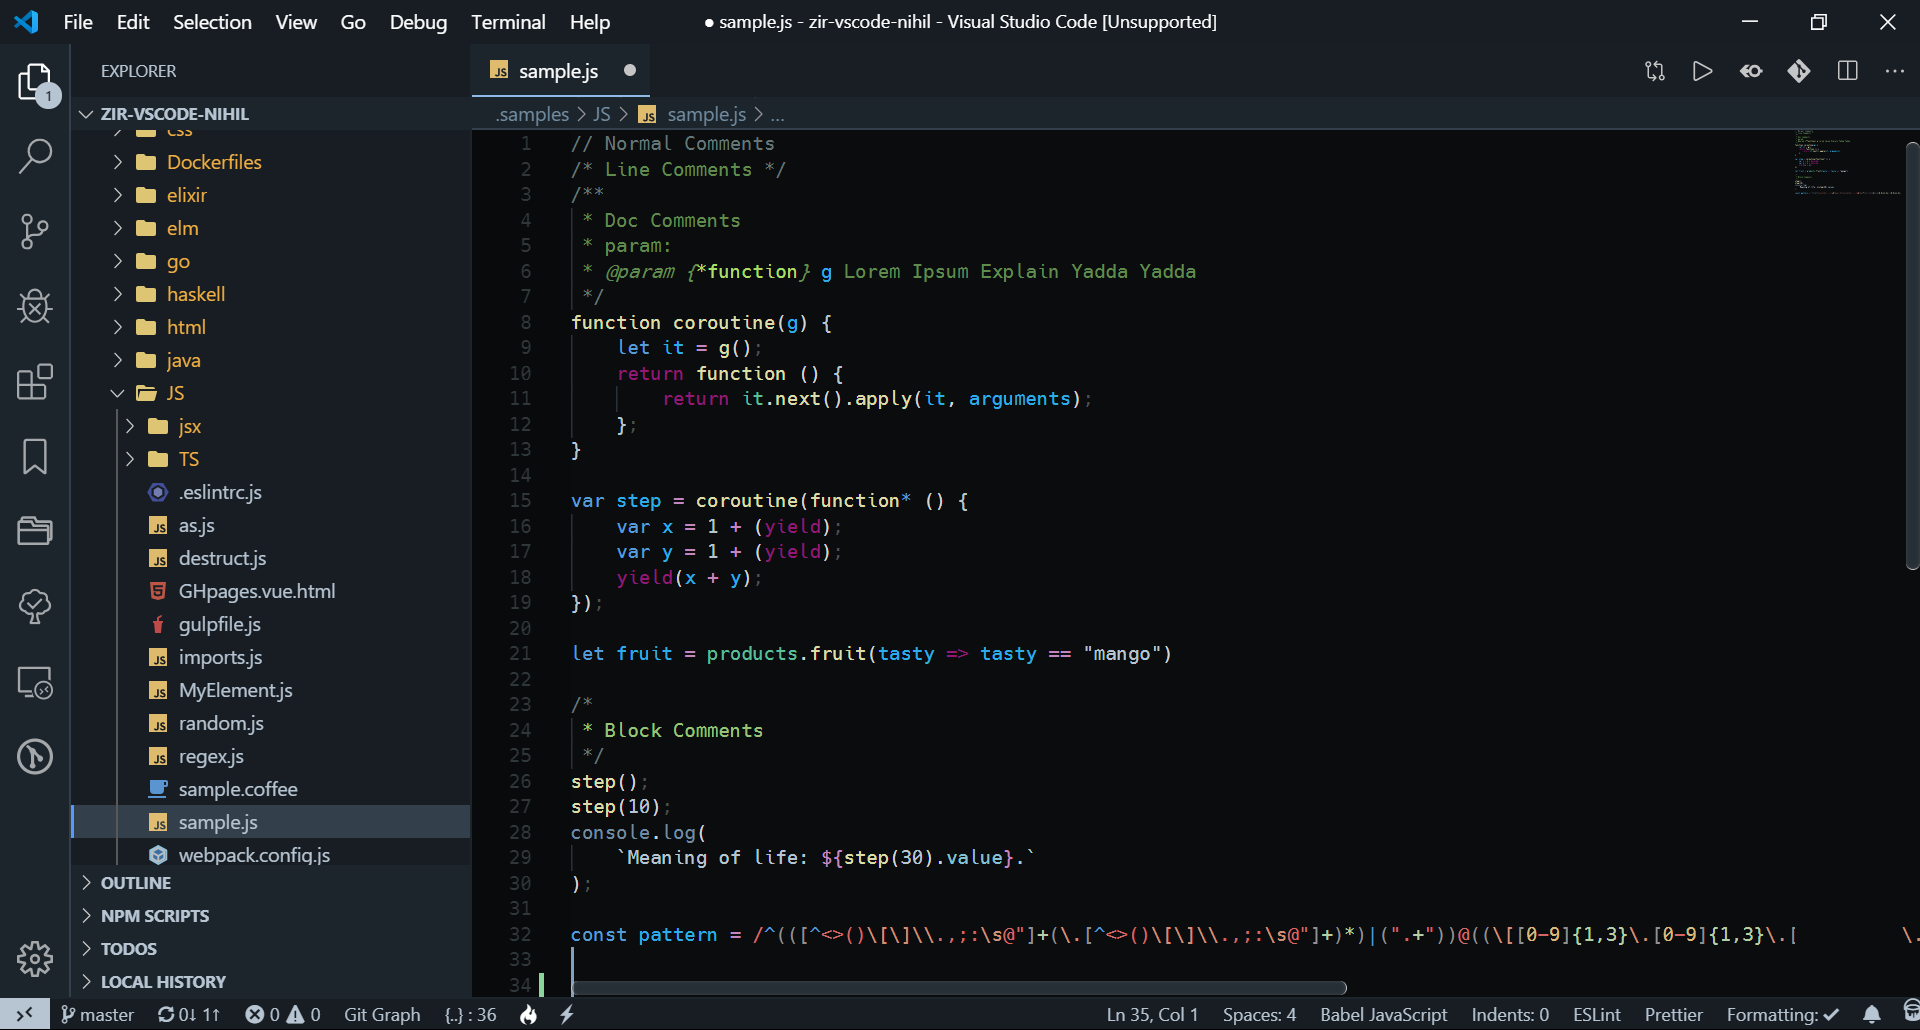 File Edit Selection View Go Debug Terminal Help
● sample.js - zir-vscode-nihil - Visual Studio Code [Unsupported]
1
EXPLORER
ZIR-VSCODE-NIHIL
css
Dockerfiles
elixir
elm
go
haskell
html
java
JS
jsx
TS
.eslintrc.js
as.js
destruct.js
GHpages.vue.html
gulpfile.js
imports.js
MyElement.js
random.js
regex.js
sample.coffee
sample.js
webpack.config.js
OUTLINE
NPM SCRIPTS
TODOS
LOCAL HISTORY
JS sample.js ●
.samples > JS > JS sample.js > ...
1 // Normal Comments
2 /* Line Comments */
3 /**
4 * Doc Comments
5 * param:
6 * @param {*function} g Lorem Ipsum Explain Yadda Yadda
7 */
8 function coroutine(g) {
9 let it = g();
10 return function () {
11 return it.next().apply(it, arguments);
12 };
13 }
14
15 var step = coroutine(function* () {
16 var x = 1 + (yield);
17 var y = 1 + (yield);
18 yield(x + y);
19 });
20
21 let fruit = products.fruit(tasty => tasty == "mango")
22
23 /*
24 * Block Comments
25 */
26 step();
27 step(10);
28 console.log(
29 `Meaning of life: ${step(30).value}.`
30 );
31
32 const pattern = /^(([^<>()\[\]\\.,;:\s@"]+(\.[^<>()\[\]\\.,;:\s@"]+)*)|(".+"))@((\[[0-9]{1,3}\.[0-9]{1,3}\.[ \.
33
34
master 0↓ 1↑ 0 0 Git Graph {..} : 36 Ln 35, Col 1 Spaces: 4 Babel JavaScript Indents: 0 ESLint Prettier Formatting: ✓